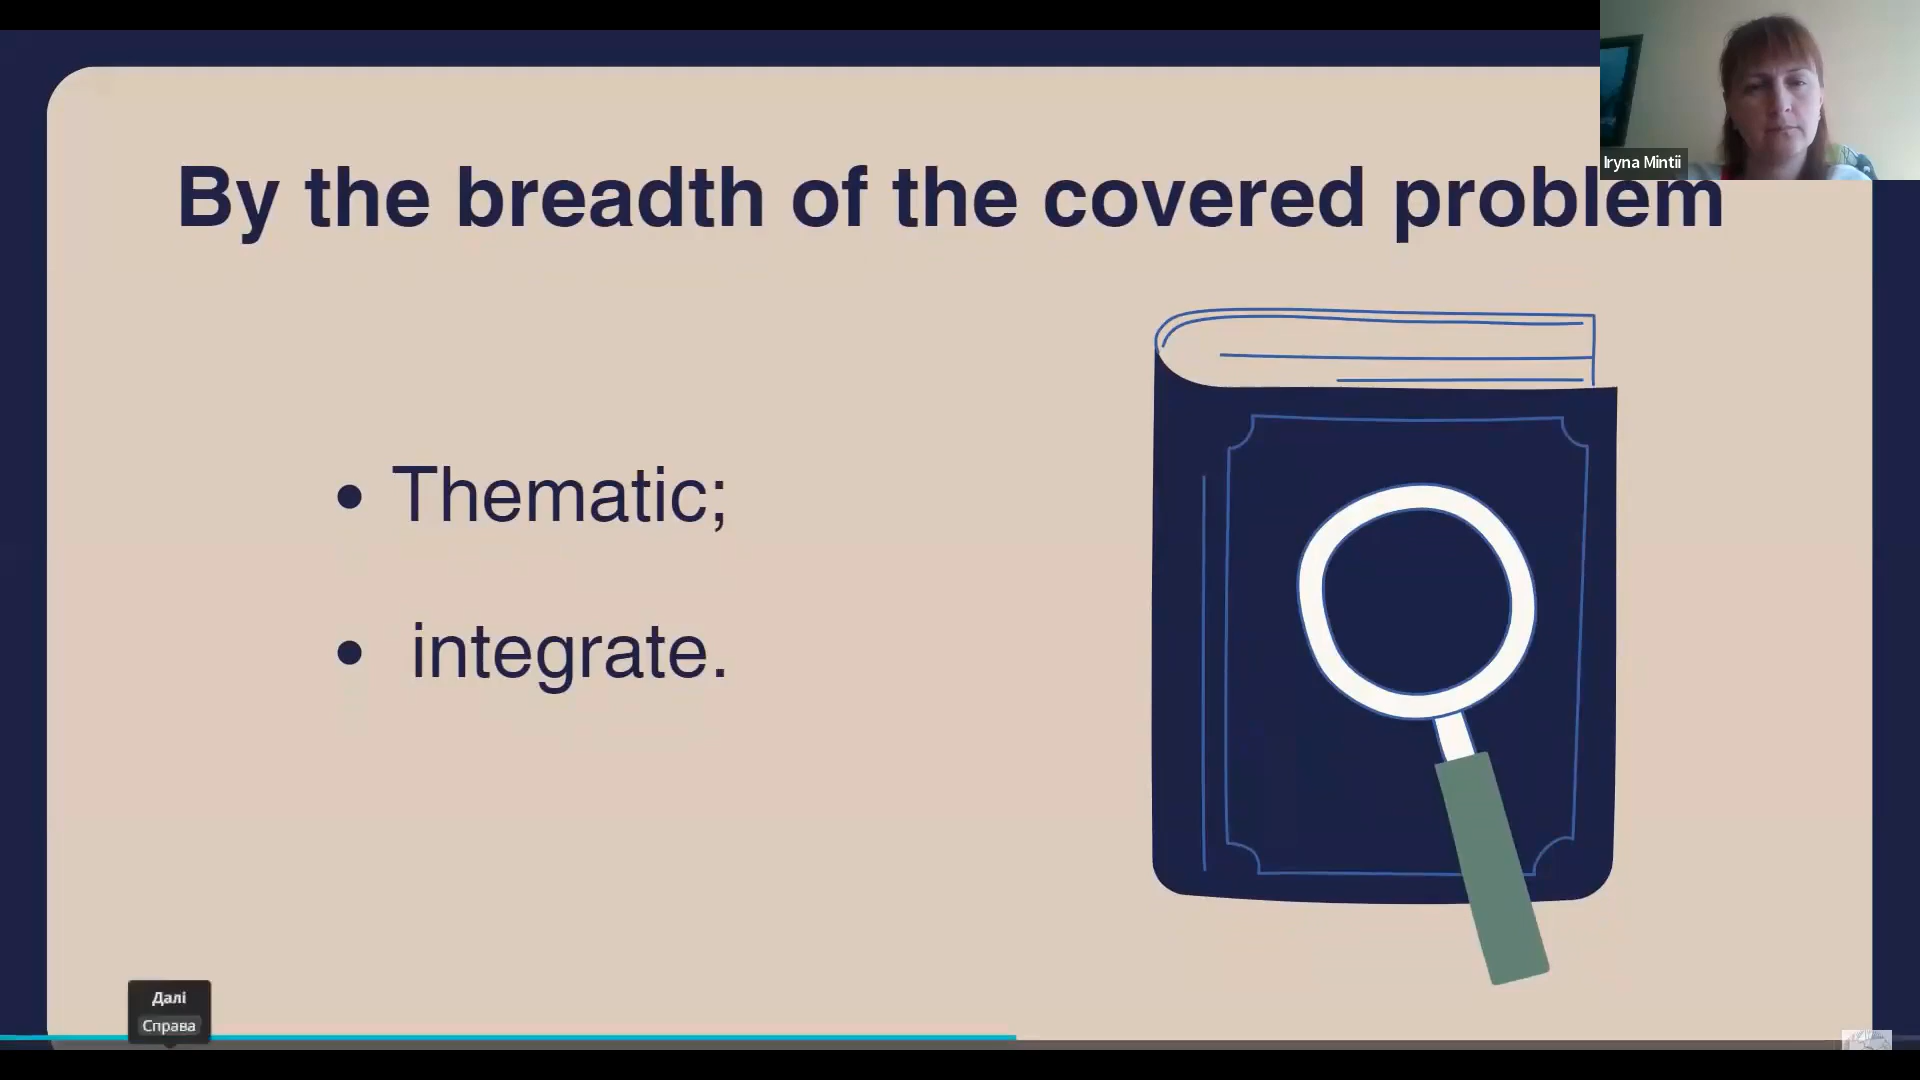 Iryna Mintii
By the breadth of the covered problem
• Thematic;
• integrate.
Далі
Справа